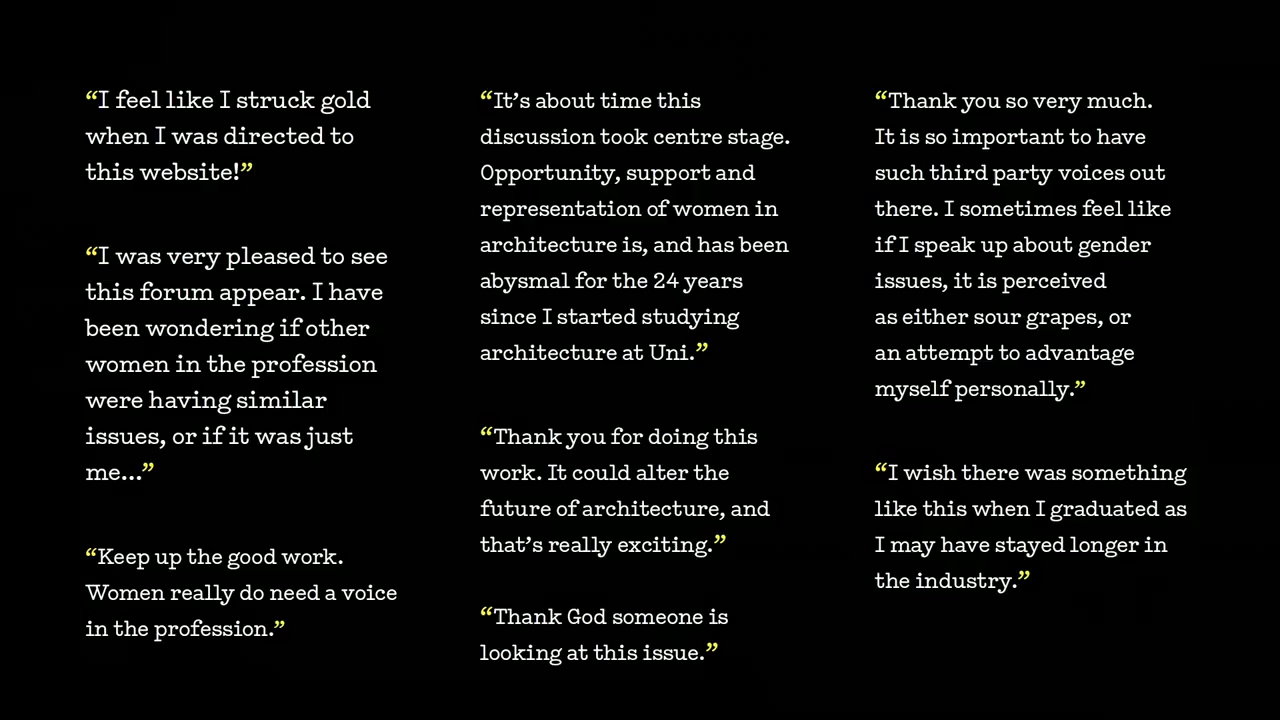 “I feel like I struck gold
when I was directed to
this website!”
“I was very pleased to see
this forum appear. I have
been wondering if other
women in the profession
were having similar
issues, or if it was just
me...”
“Keep up the good work.
Women really do need a voice
in the profession.”
“It’s about time this
discussion took centre stage.
Opportunity, support and
representation of women in
architecture is, and has been
abysmal for the 24 years
since I started studying
architecture at Uni.”
“Thank you for doing this
work. It could alter the
future of architecture, and
that’s really exciting.”
“Thank God someone is
looking at this issue.”
“Thank you so very much.
It is so important to have
such third party voices out
there. I sometimes feel like
if I speak up about gender
issues, it is perceived
as either sour grapes, or
an attempt to advantage
myself personally.”
“I wish there was something
like this when I graduated as
I may have stayed longer in
the industry.”